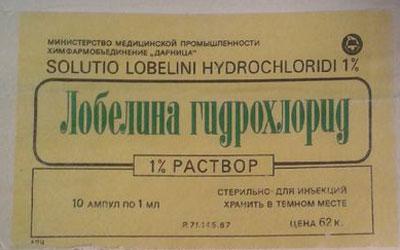 МИНИСТЕРСТВО МЕДИЦИНСКОЙ ПРОМЫШЛЕННОСТИ
ХИМФАРМОБЪЕДИНЕНИЕ „ДАРНИЦА"
SOLUTIO LOBELINI HYDROCHLORIDI 1%
Лобелина гидрохлорид
1% РАСТВОР
10 АМПУЛ ПО 1 МЛ
СТЕРИЛЬНО-ДЛЯ ИНЪЕКЦИЙ
ХРАНИТЬ В ТЕМНОМ МЕСТЕ
Р.71.145.67
ЦЕНА 62 к.